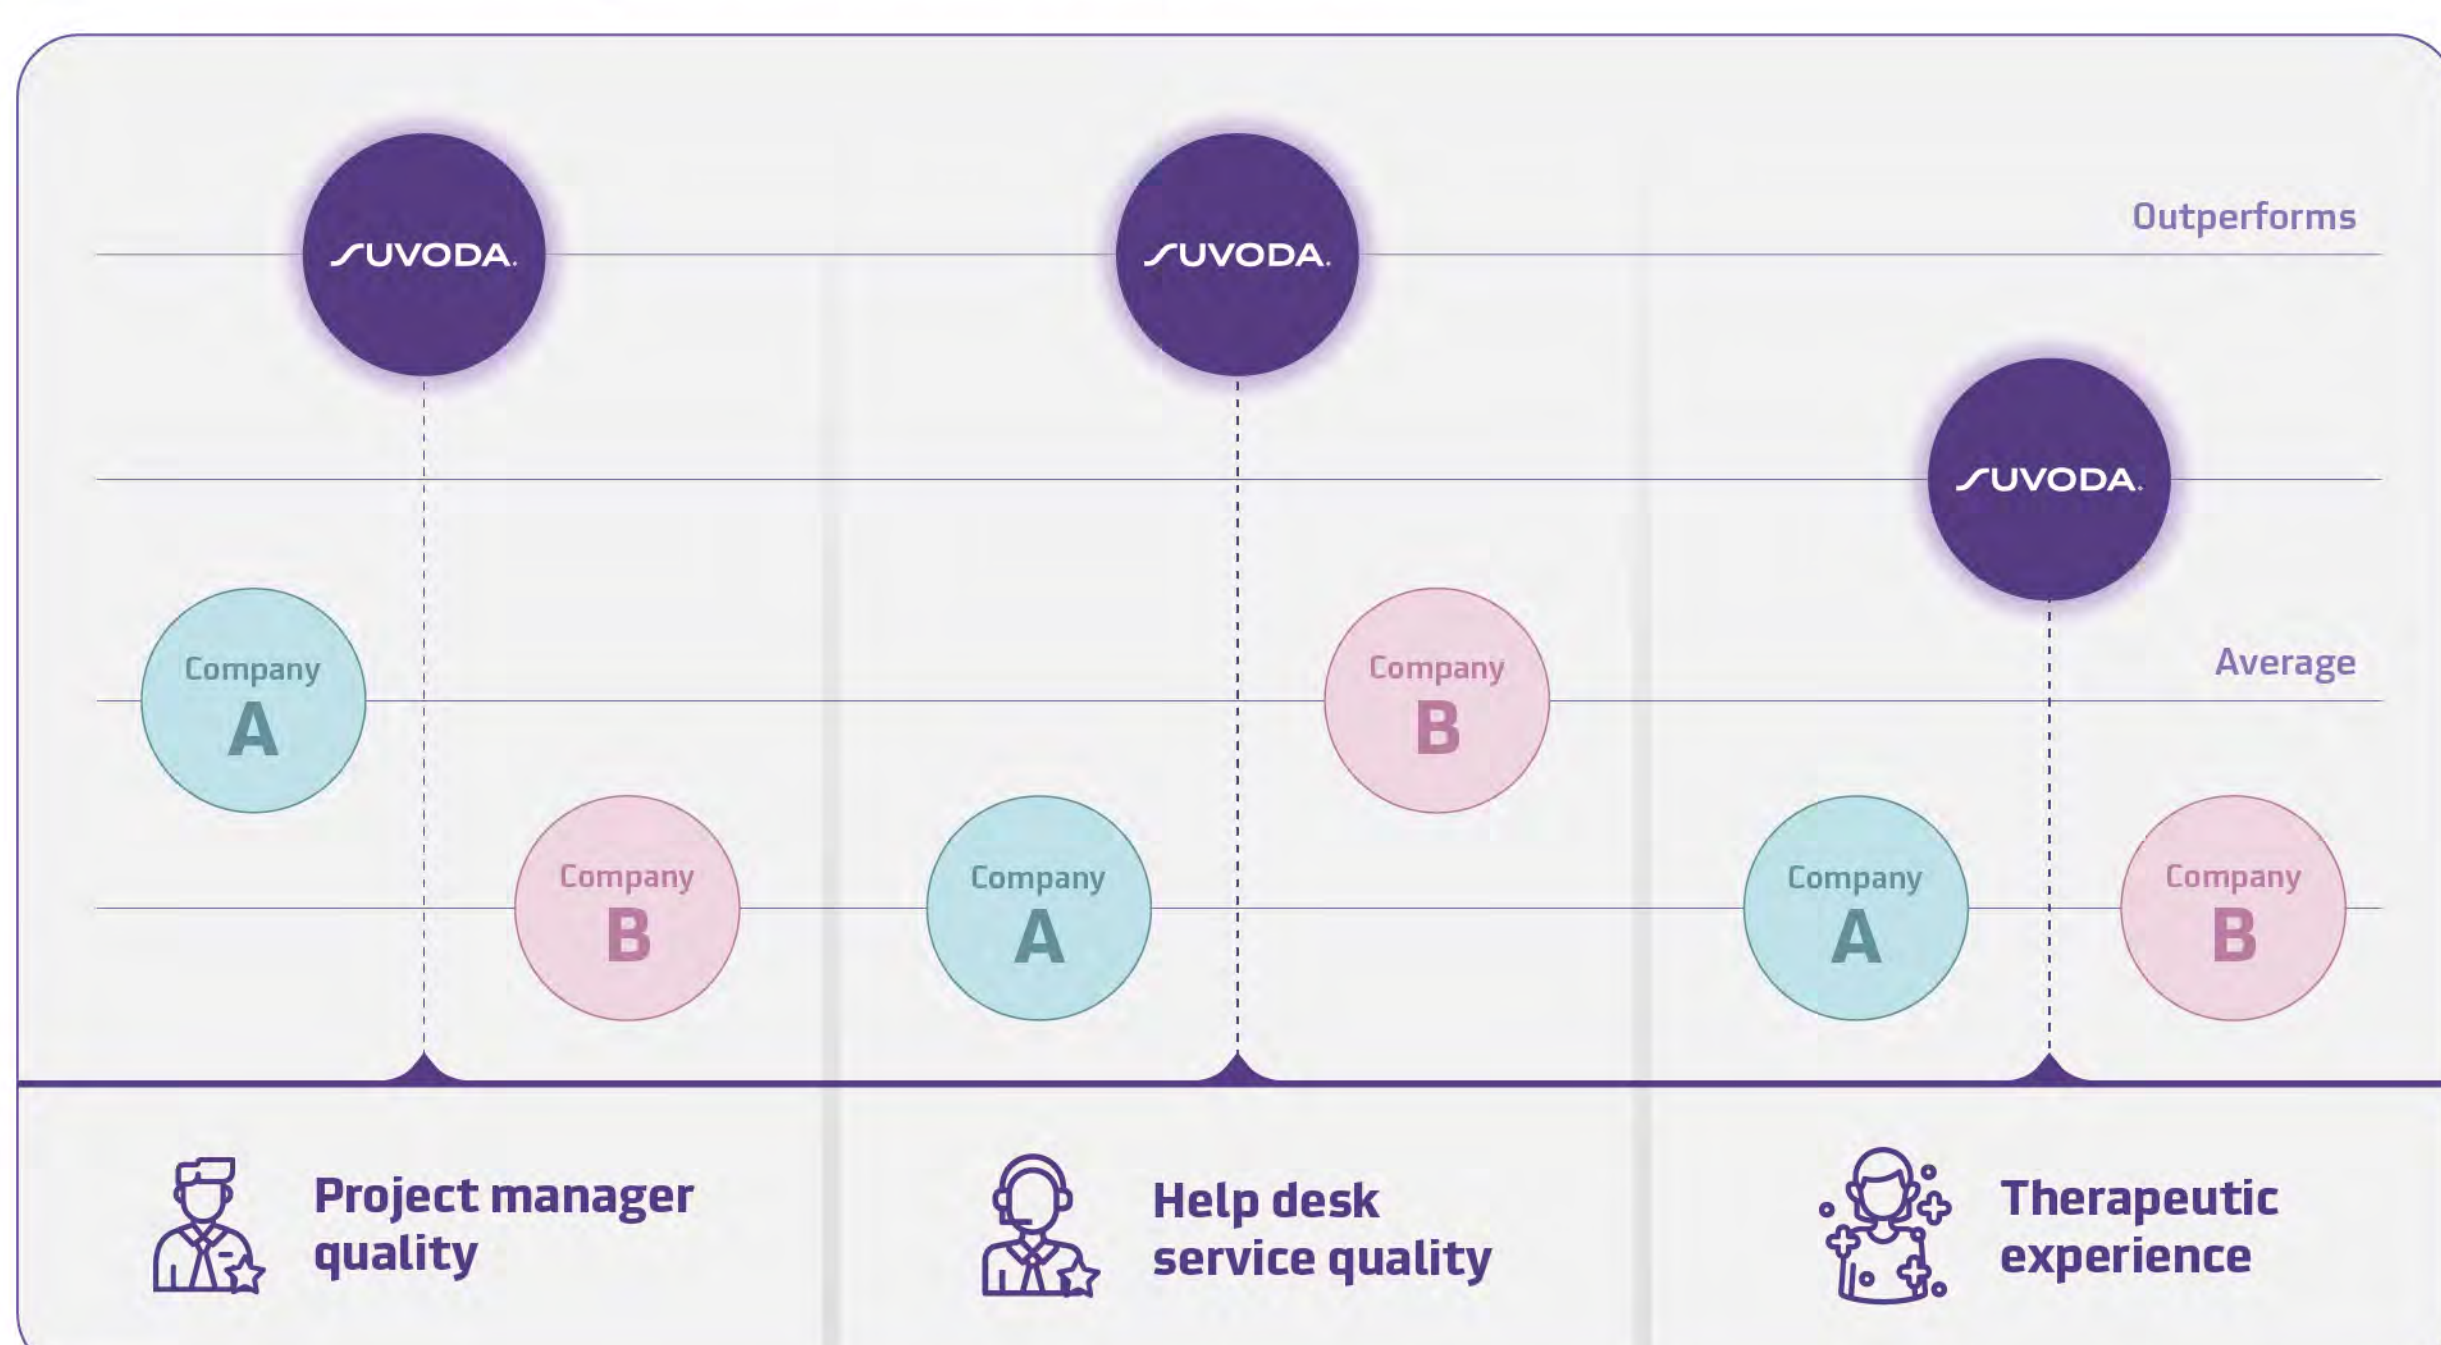 SUVODA.
SUVODA.
Outperforms
SUVODA.
Company
A
Company
B
Average
Company
B
Company
A
Company
A
Company
B
Project manager
quality
Help desk
service quality
Therapeutic
experience